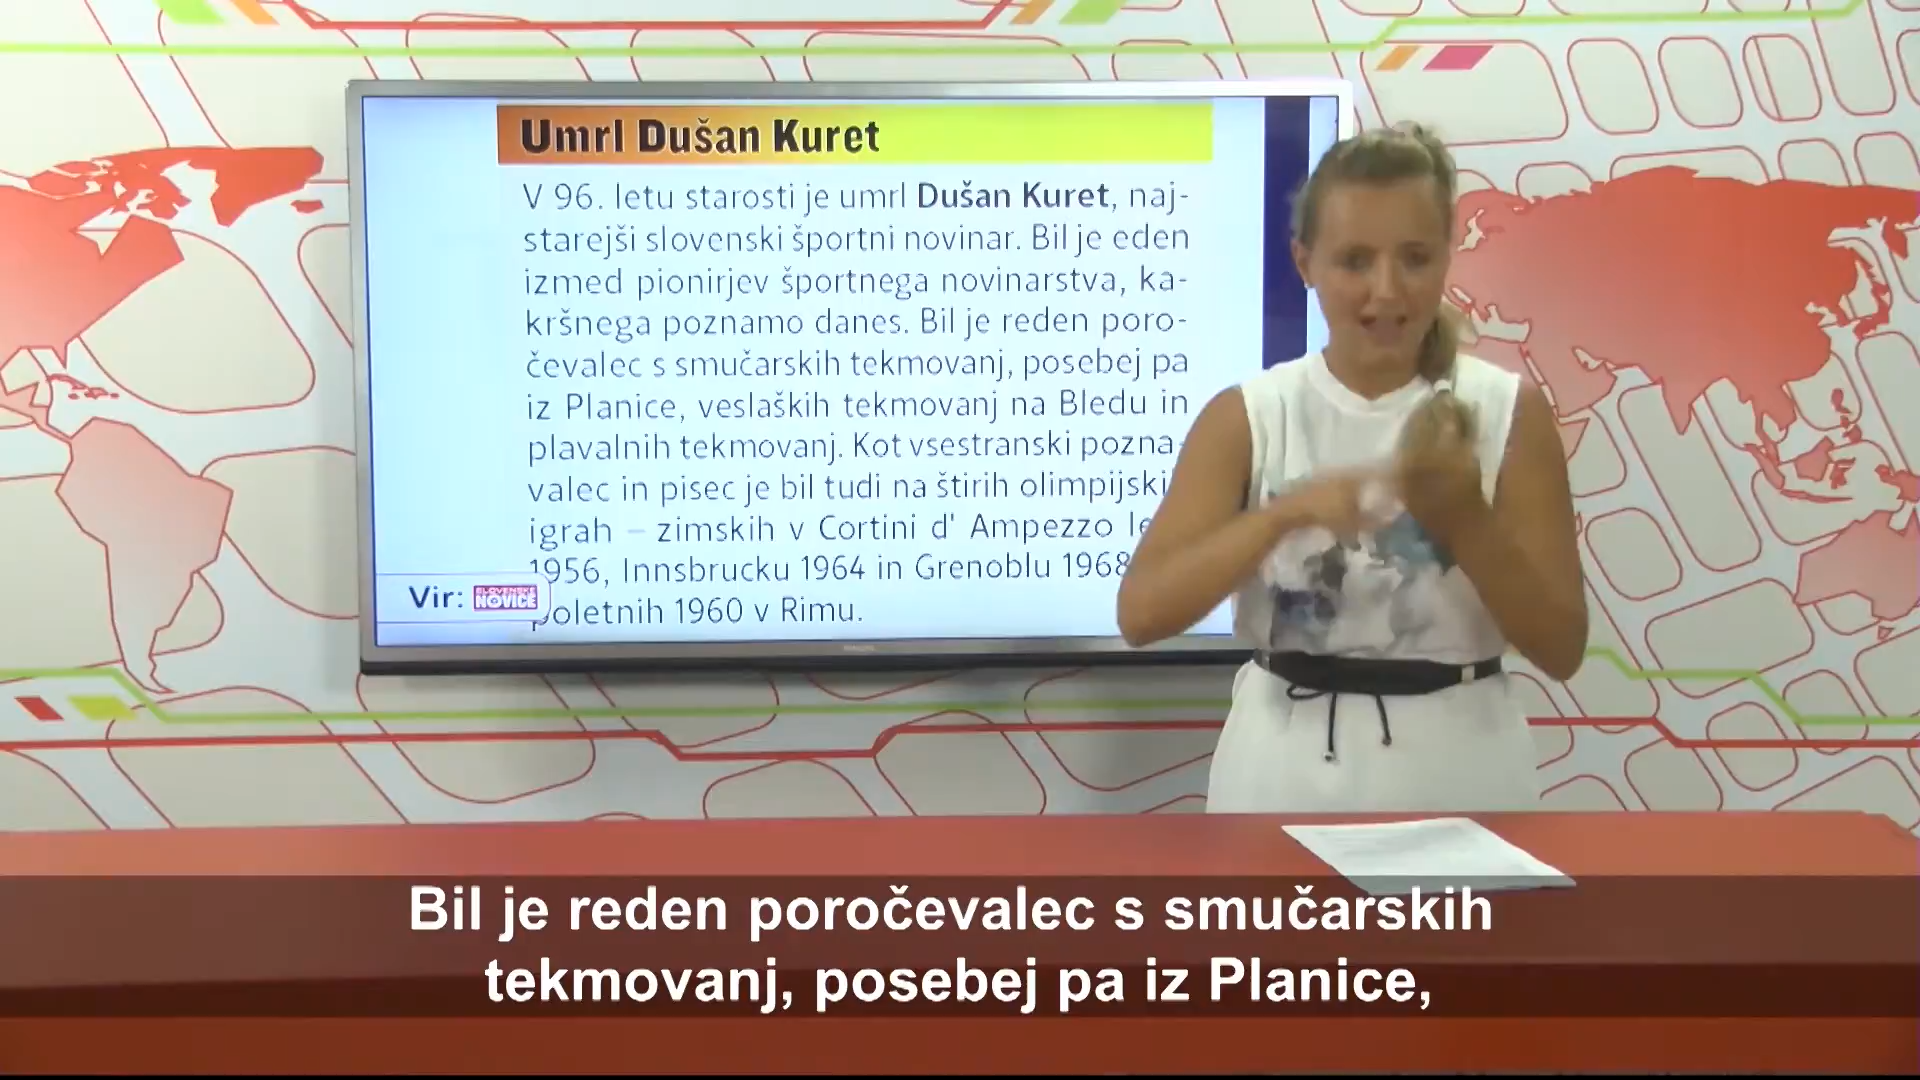 Umrl Dušan Kuret
V 96. letu starosti je umrl Dušan Kuret, naj-
starejši slovenski športni novinar. Bil je eden
izmed pionirjev športnega novinarstva, ka-
kršnega poznamo danes. Bil je reden poro-
čevalec s smučarskih tekmovanj, posebej pa
iz Planice, veslaških tekmovanj na Bledu in
plavalnih tekmovanj. Kot vsestranski pozna-
valec in pisec je bil tudi na štirih olimpijski
igrah – zimskih v Cortini d' Ampezzo
1956, Innsbrucku 1964 in Grenoblu 1968
poletnih 1960 v Rimu.
Vir: SLOVENSKE NOVICE
Bil je reden poročevalec s smučarskih
tekmovanj, posebej pa iz Planice,